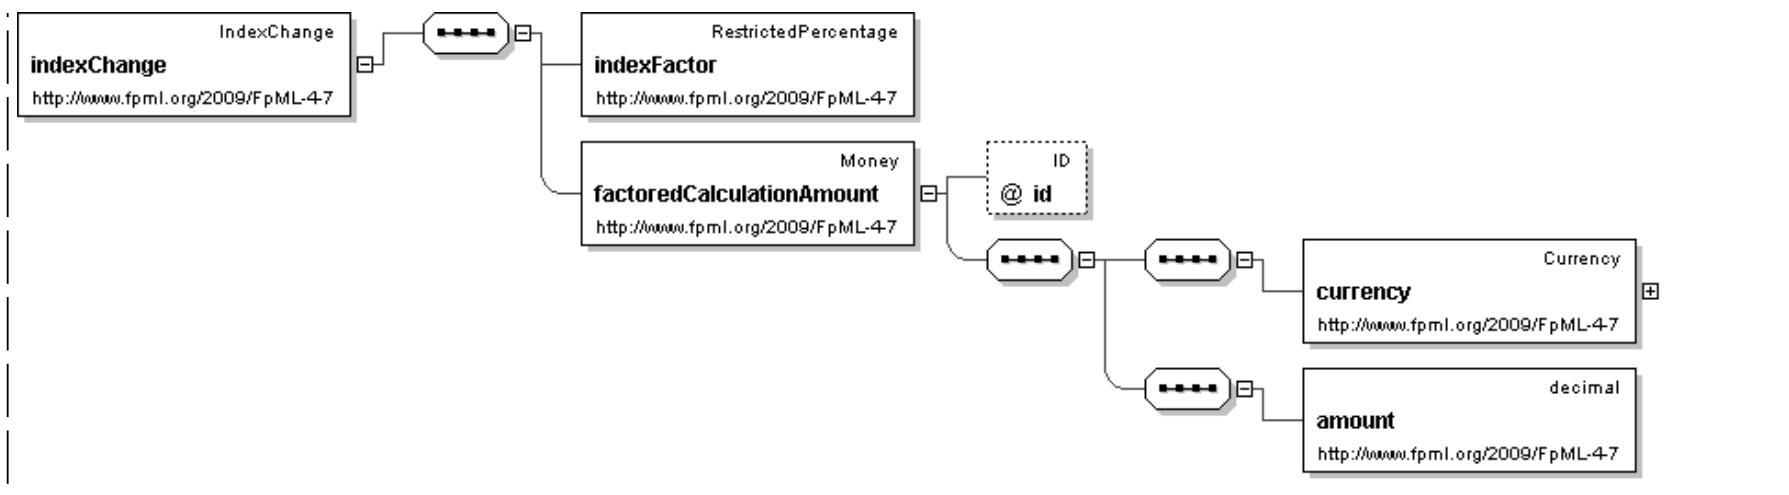 IndexChange
indexChange
http://www.fpml.org/2009/FpML-4-7
RestrictedPercentage
indexFactor
http://www.fpml.org/2009/FpML-4-7
Money
factoredCalculationAmount
http://www.fpml.org/2009/FpML-4-7
ID
@ id
Currency
currency
http://www.fpml.org/2009/FpML-4-7
decimal
amount
http://www.fpml.org/2009/FpML-4-7